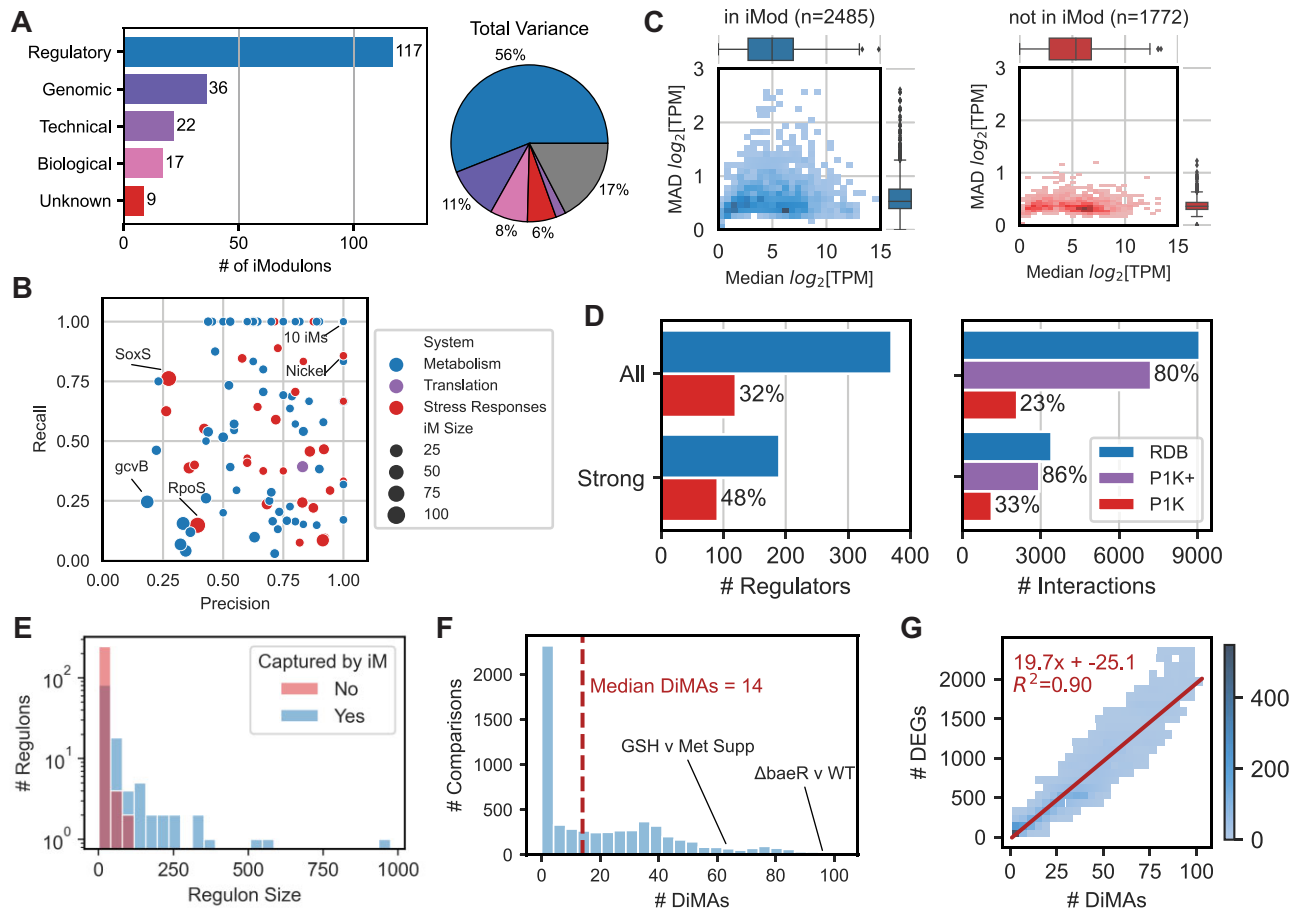 A
Regulatory
117
Genomic
36
Technical
22
Biological
17
Unknown
9
0
50
100
# of iModulons
Total Variance
56%
11%
8%
6%
17%
C
in iMod (n=2485)
MAD log2[TPM]
3
2
1
0
0
5
10
15
Median log2[TPM]
not in iMod (n=1772)
MAD log2[TPM]
3
2
1
0
0
5
10
15
Median log2[TPM]
B
Recall
1.00
0.75
0.50
0.25
0.00
0.00
0.25
0.50
0.75
1.00
Precision
10 iMs
SoxS
Nickel
gcvB
RpoS
System
Metabolism
Translation
Stress Responses
iM Size
25
50
75
100
D
All
32%
Strong
48%
0
100
200
300
400
# Regulators
80%
23%
86%
33%
RDB
P1K+
P1K
0
3000
6000
9000
# Interactions
E
# Regulons
10^2
10^1
10^0
Captured by iM
No
Yes
0
250
500
750
1000
Regulon Size
F
# Comparisons
2000
1500
1000
500
0
Median DiMAs = 14
GSH v Met Supp
ΔbaeR v WT
0
20
40
60
80
100
# DiMAs
G
19.7x + -25.1
R^2=0.90
# DEGs
2000
1500
1000
500
0
0
25
50
75
100
# DiMAs
400
200
0